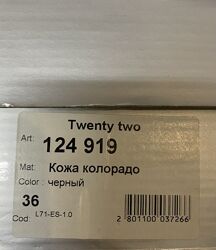 Twenty two
Art: 124 919
Mat: Кожа колорадо
Color: черный
36
Cod. L71-ES-1.0
2 801100 037266